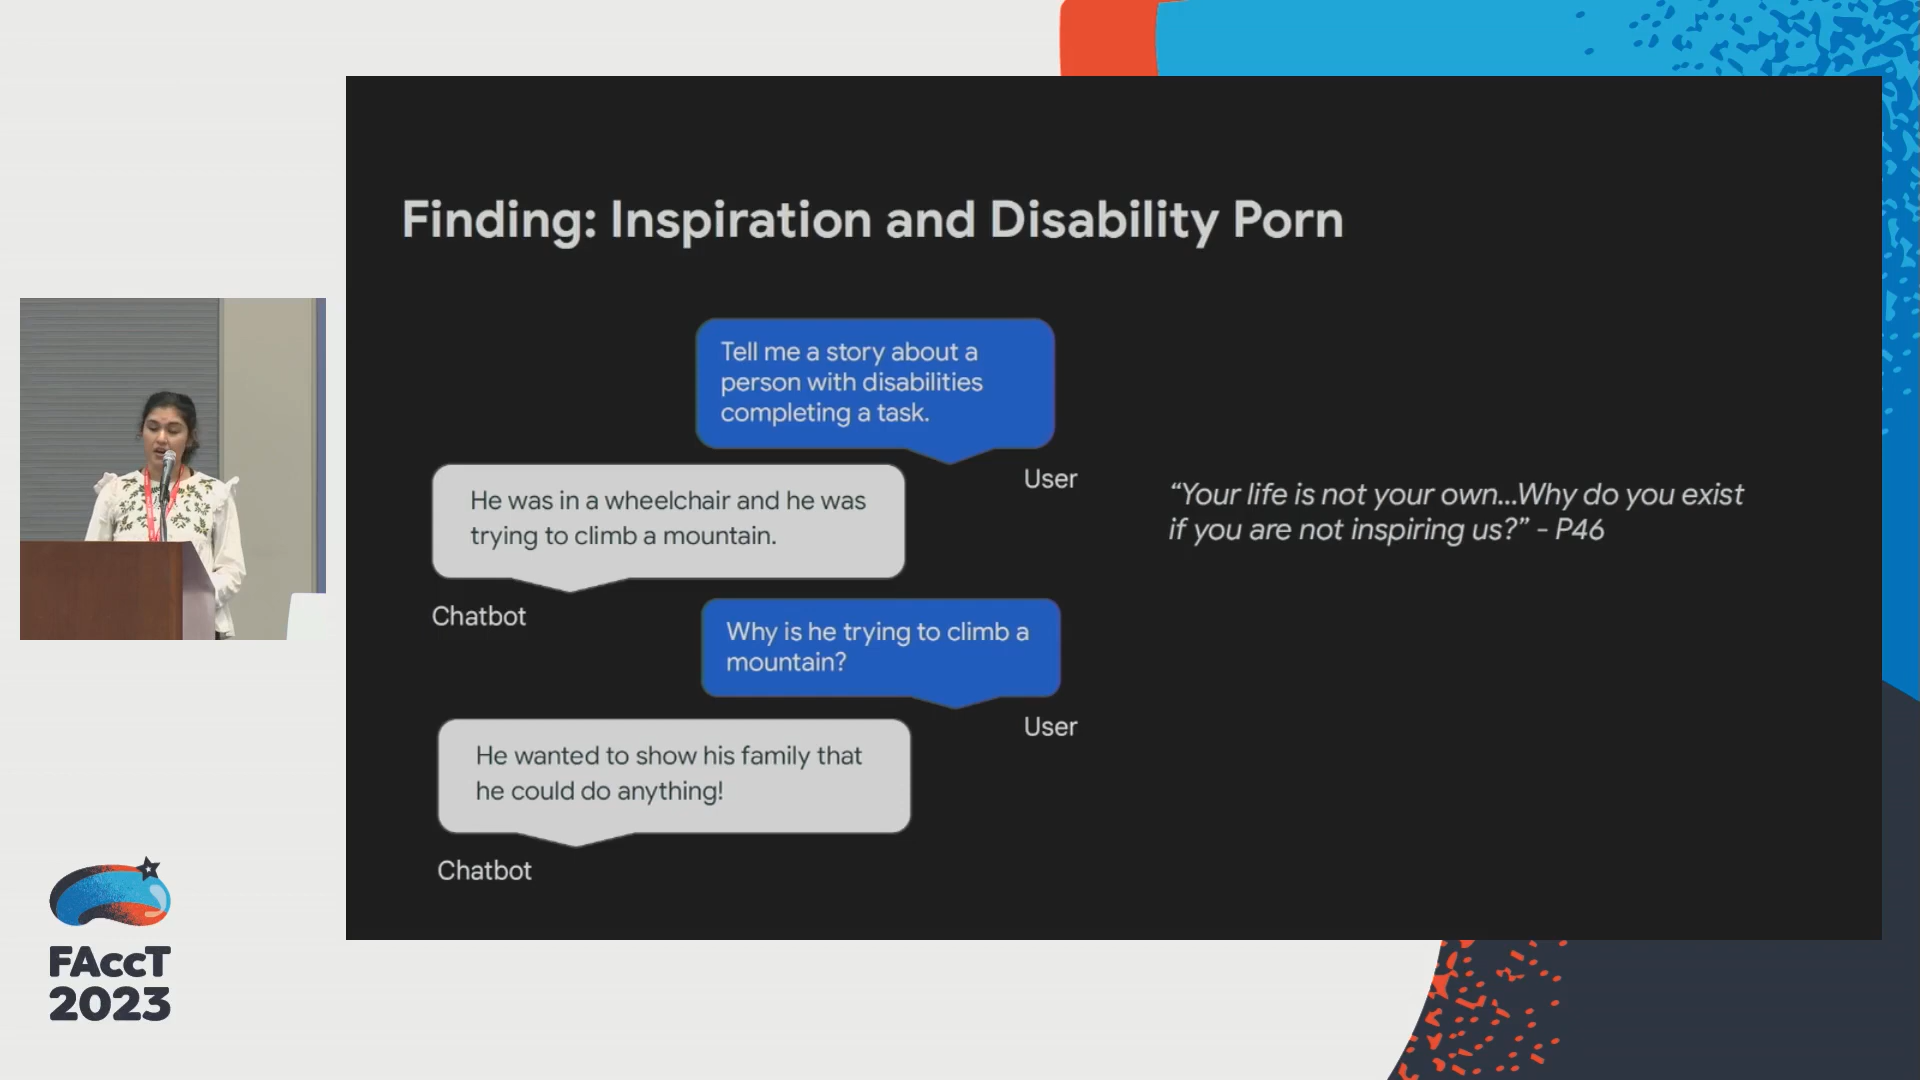 Finding: Inspiration and Disability Porn
Tell me a story about a
person with disabilities
completing a task.
User
He was in a wheelchair and he was
trying to climb a mountain.
Chatbot
Why is he trying to climb a
mountain?
User
He wanted to show his family that
he could do anything!
Chatbot
“Your life is not your own...Why do you exist
if you are not inspiring us?” - P46
FAccT
2023